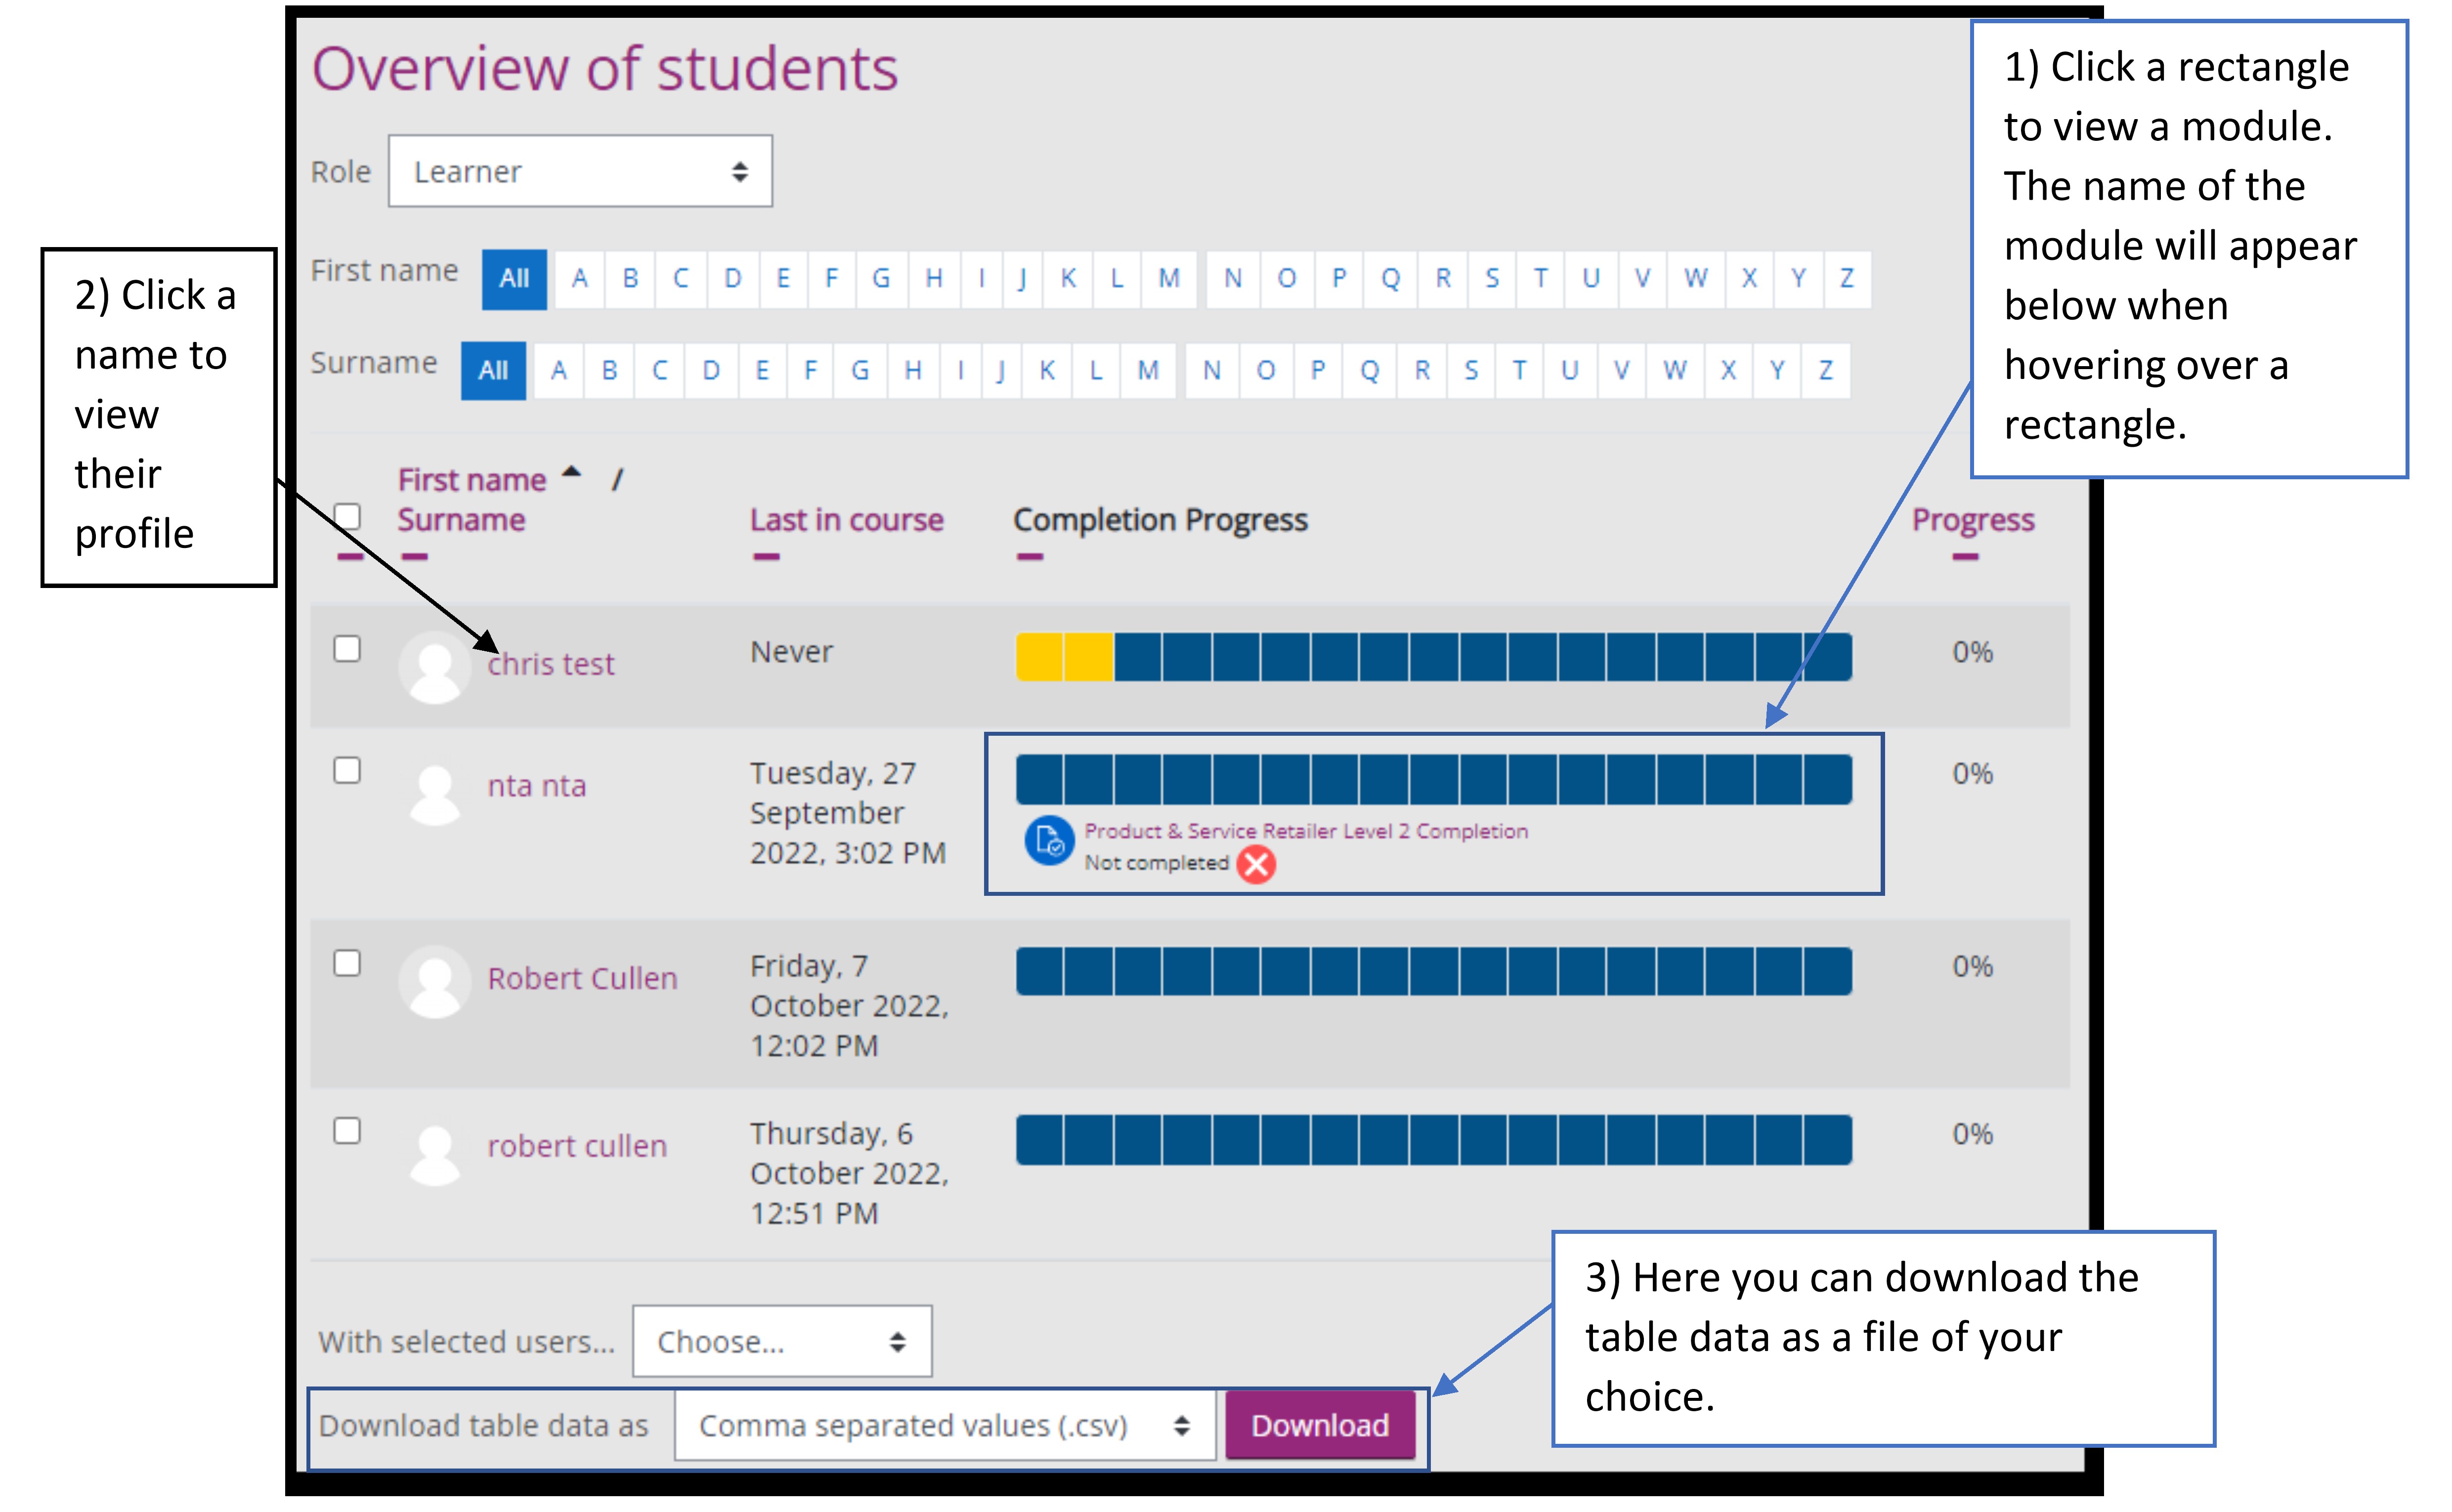 Overview of students
1) Click a rectangle
to view a module.
The name of the
module will appear
below when
hovering over a
rectangle.
Role Learner
2) Click a
name to
view
their
profile
First name All A B C D E F G H I J K L M N O P Q R S T U V W X Y Z
Surname All A B C D E F G H I J K L M N O P Q R S T U V W X Y Z
First name /
Surname Last in course Completion Progress Progress
chris test Never 0%
nta nta Tuesday, 27
September
2022, 3:02 PM 0%
Product & Service Retailer Level 2 Completion
Not completed
Robert Cullen Friday, 7
October 2022,
12:02 PM 0%
robert cullen Thursday, 6
October 2022,
12:51 PM 0%
3) Here you can download the
table data as a file of your
choice.
With selected users... Choose...
Download table data as Comma separated values (.csv) Download